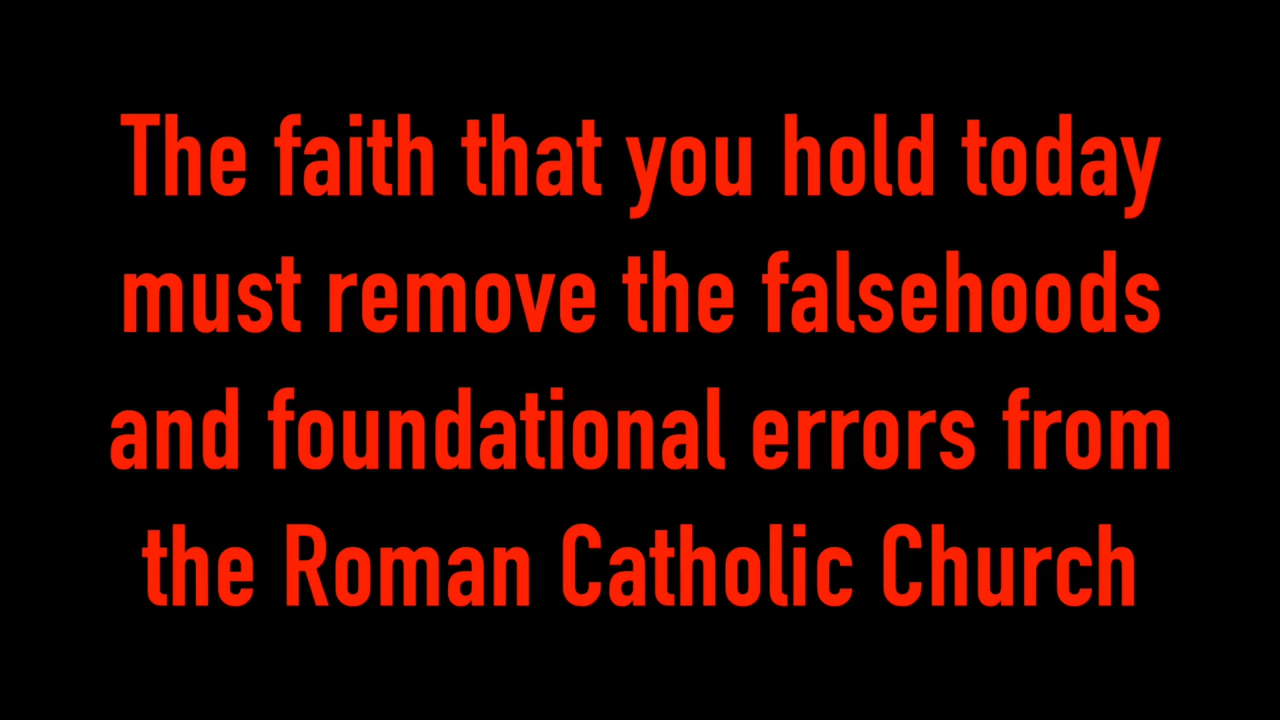 The faith that you hold today
must remove the falsehoods
and foundational errors from
the Roman Catholic Church